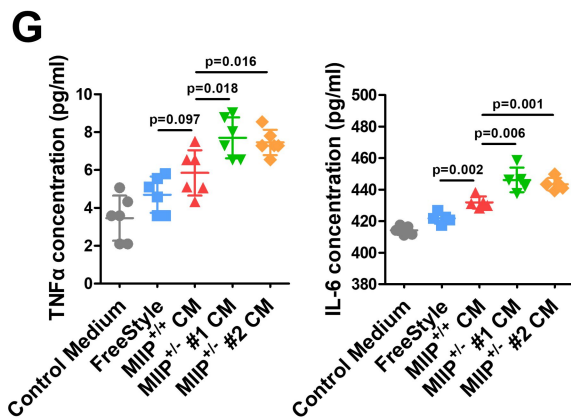 G
p=0.016
p=0.018
p=0.097
TNFα concentration (pg/ml)
10
8
6
4
2
0
Control Medium
FreeStyle
MIIP+/+ CM
MIIP+/- #1 CM
MIIP+/- #2 CM
p=0.001
p=0.006
p=0.002
IL-6 concentration (pg/ml)
500
480
460
440
420
400
380
Control Medium
FreeStyle
MIIP+/+ CM
MIIP+/- #1 CM
MIIP+/- #2 CM